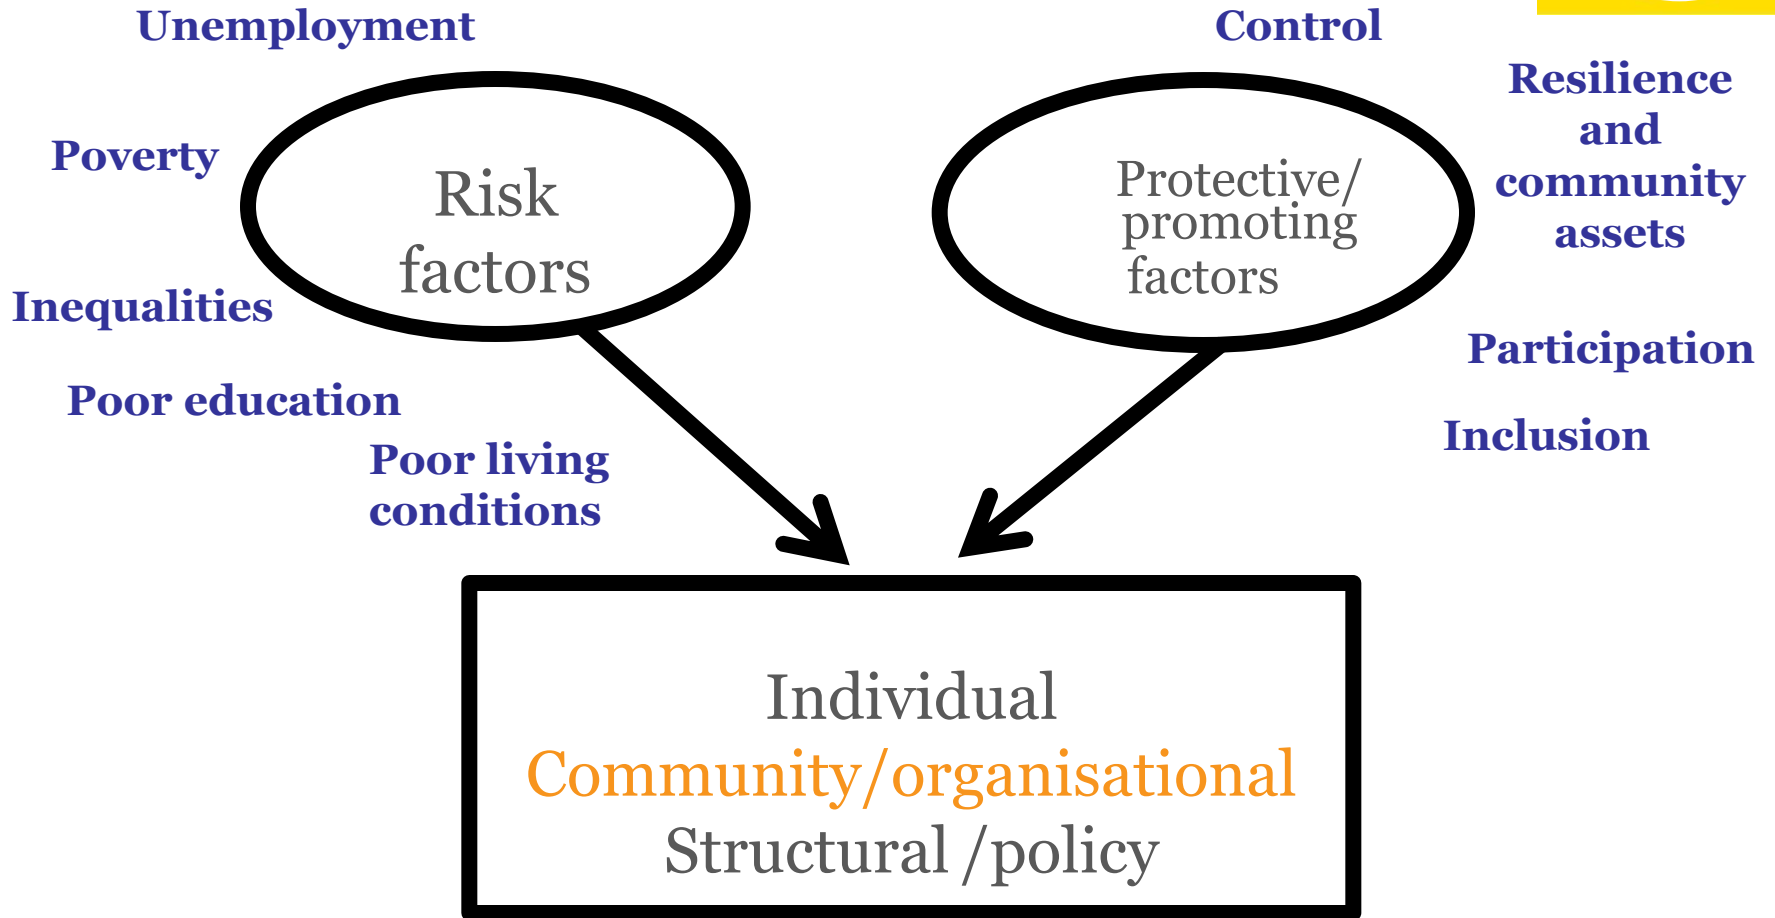 Unemployment
Poverty
Inequalities
Poor education
Poor living
conditions
Risk
factors
Control
Resilience
and
community
assets
Participation
Inclusion
Protective/
promoting
factors
Individual
Community/organisational
Structural /policy